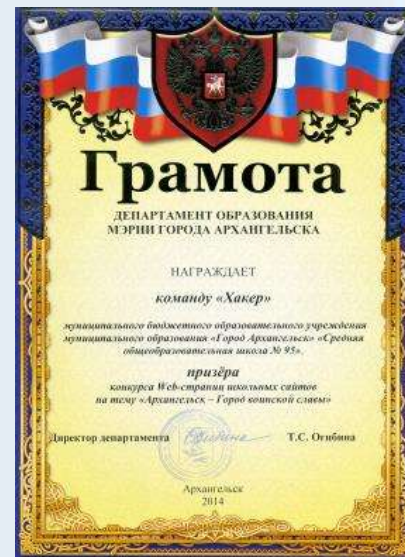 Грамота
ДЕПАРТАМЕНТ ОБРАЗОВАНИЯ
МЭРИИ ГОРОДА АРХАНГЕЛЬСКА
НАГРАЖДАЕТ
команду «Хакер»
муниципального бюджетного образовательного учреждения
муниципального образования «Город Архангельск» «Средняя
общеобразовательная школа № 95»,
призёра
конкурса Web-страниц школьных сайтов
на тему «Архангельск – Город воинской славы»
Директор департамента Т.С. Огибина
Архангельск
2014